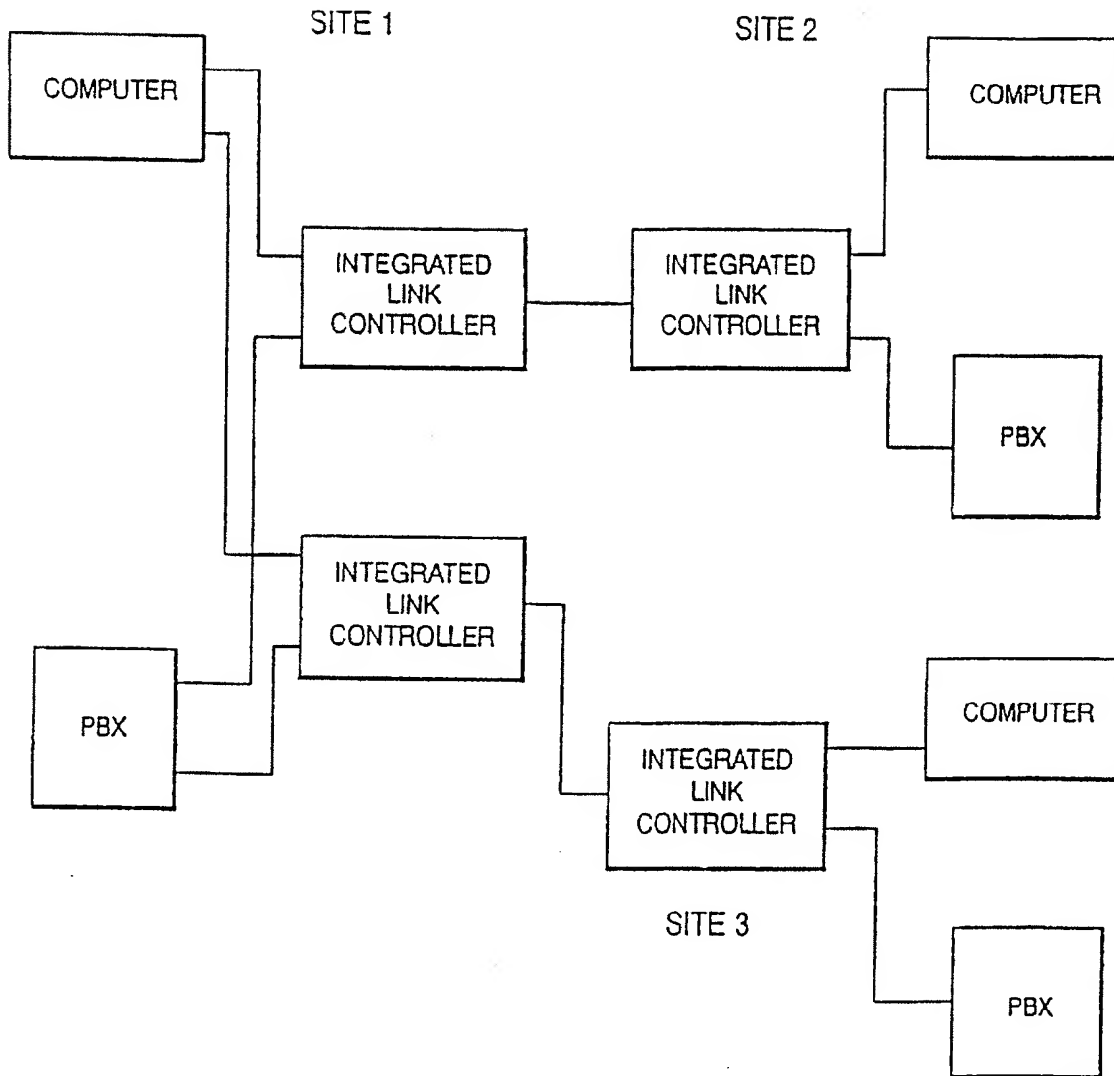 SITE 1
SITE 2
COMPUTER
COMPUTER
INTEGRATED
LINK
CONTROLLER
INTEGRATED
LINK
CONTROLLER
PBX
INTEGRATED
LINK
CONTROLLER
PBX
COMPUTER
INTEGRATED
LINK
CONTROLLER
SITE 3
PBX